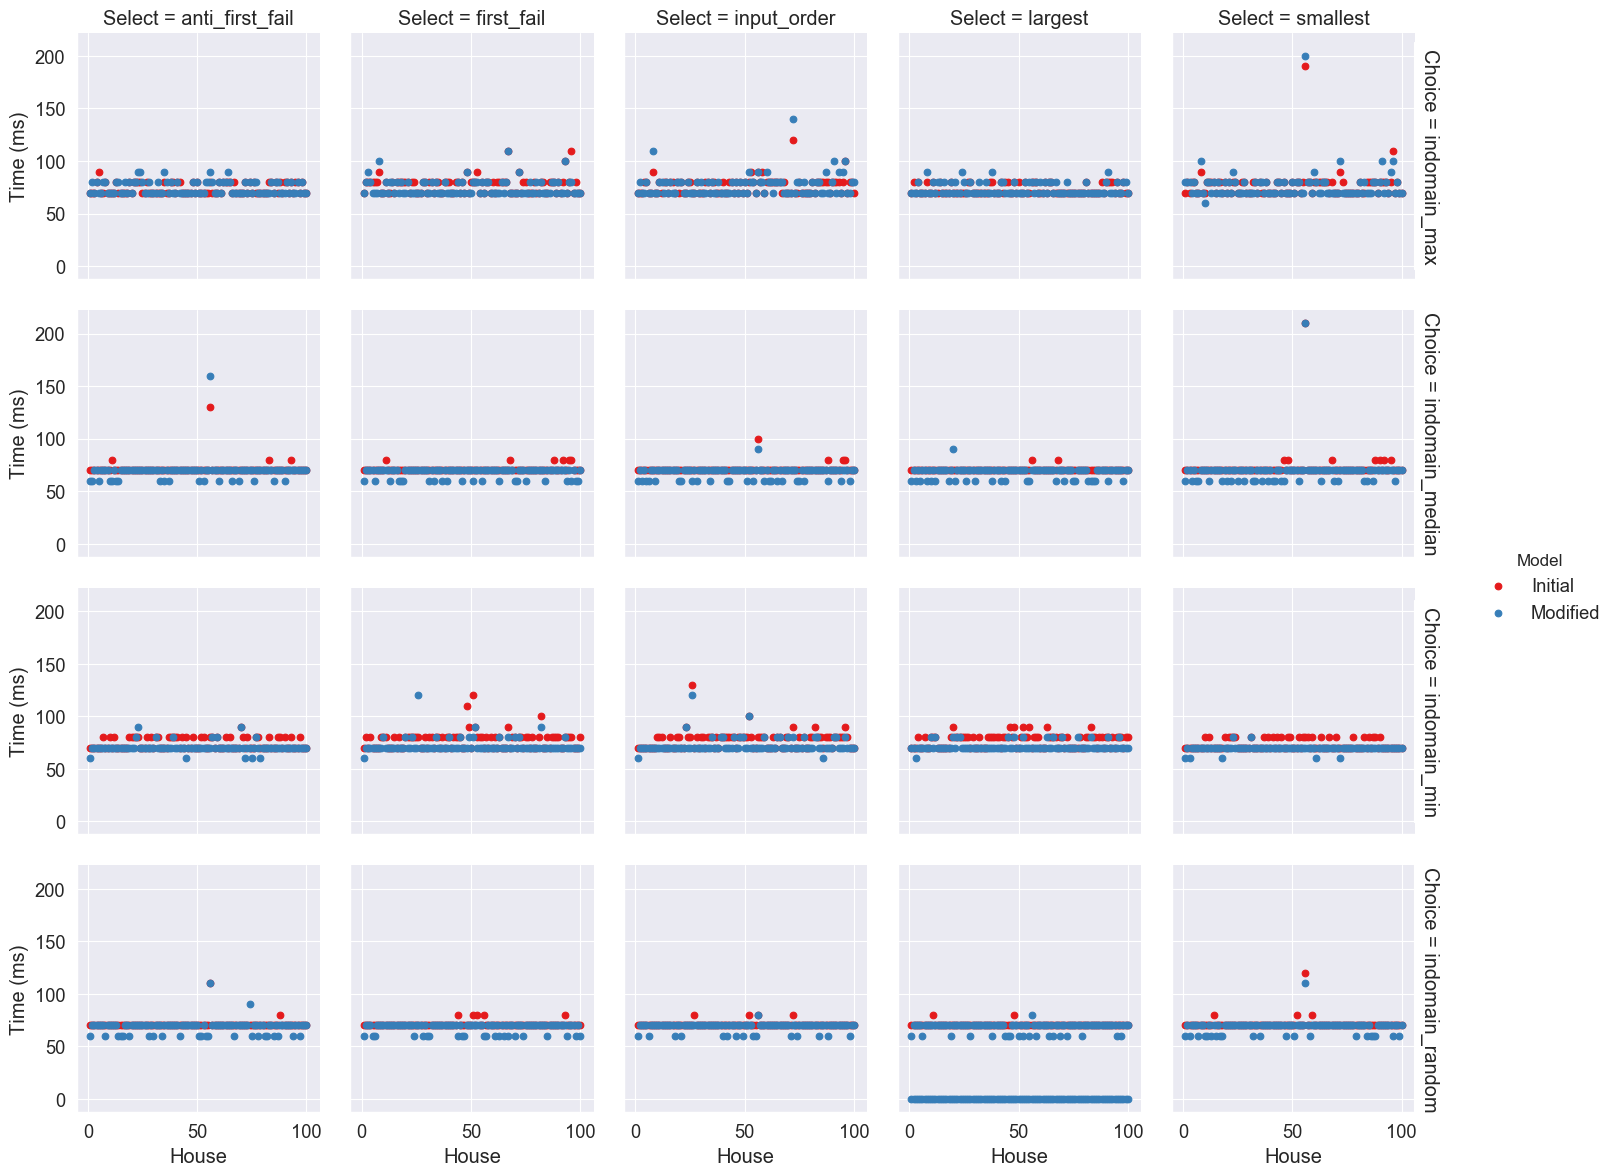 Select = anti_first_fail
Select = first_fail
Select = input_order
Select = largest
Select = smallest
200
150
100
50
0
Time (ms)
Choice = indomain_max
200
150
100
50
0
Time (ms)
Choice = indomain_median
Model
Initial
Modified
200
150
100
50
0
Time (ms)
Choice = indomain_min
200
150
100
50
0
Time (ms)
Choice = indomain_random
0 50 100
0 50 100
0 50 100
0 50 100
0 50 100
House
House
House
House
House